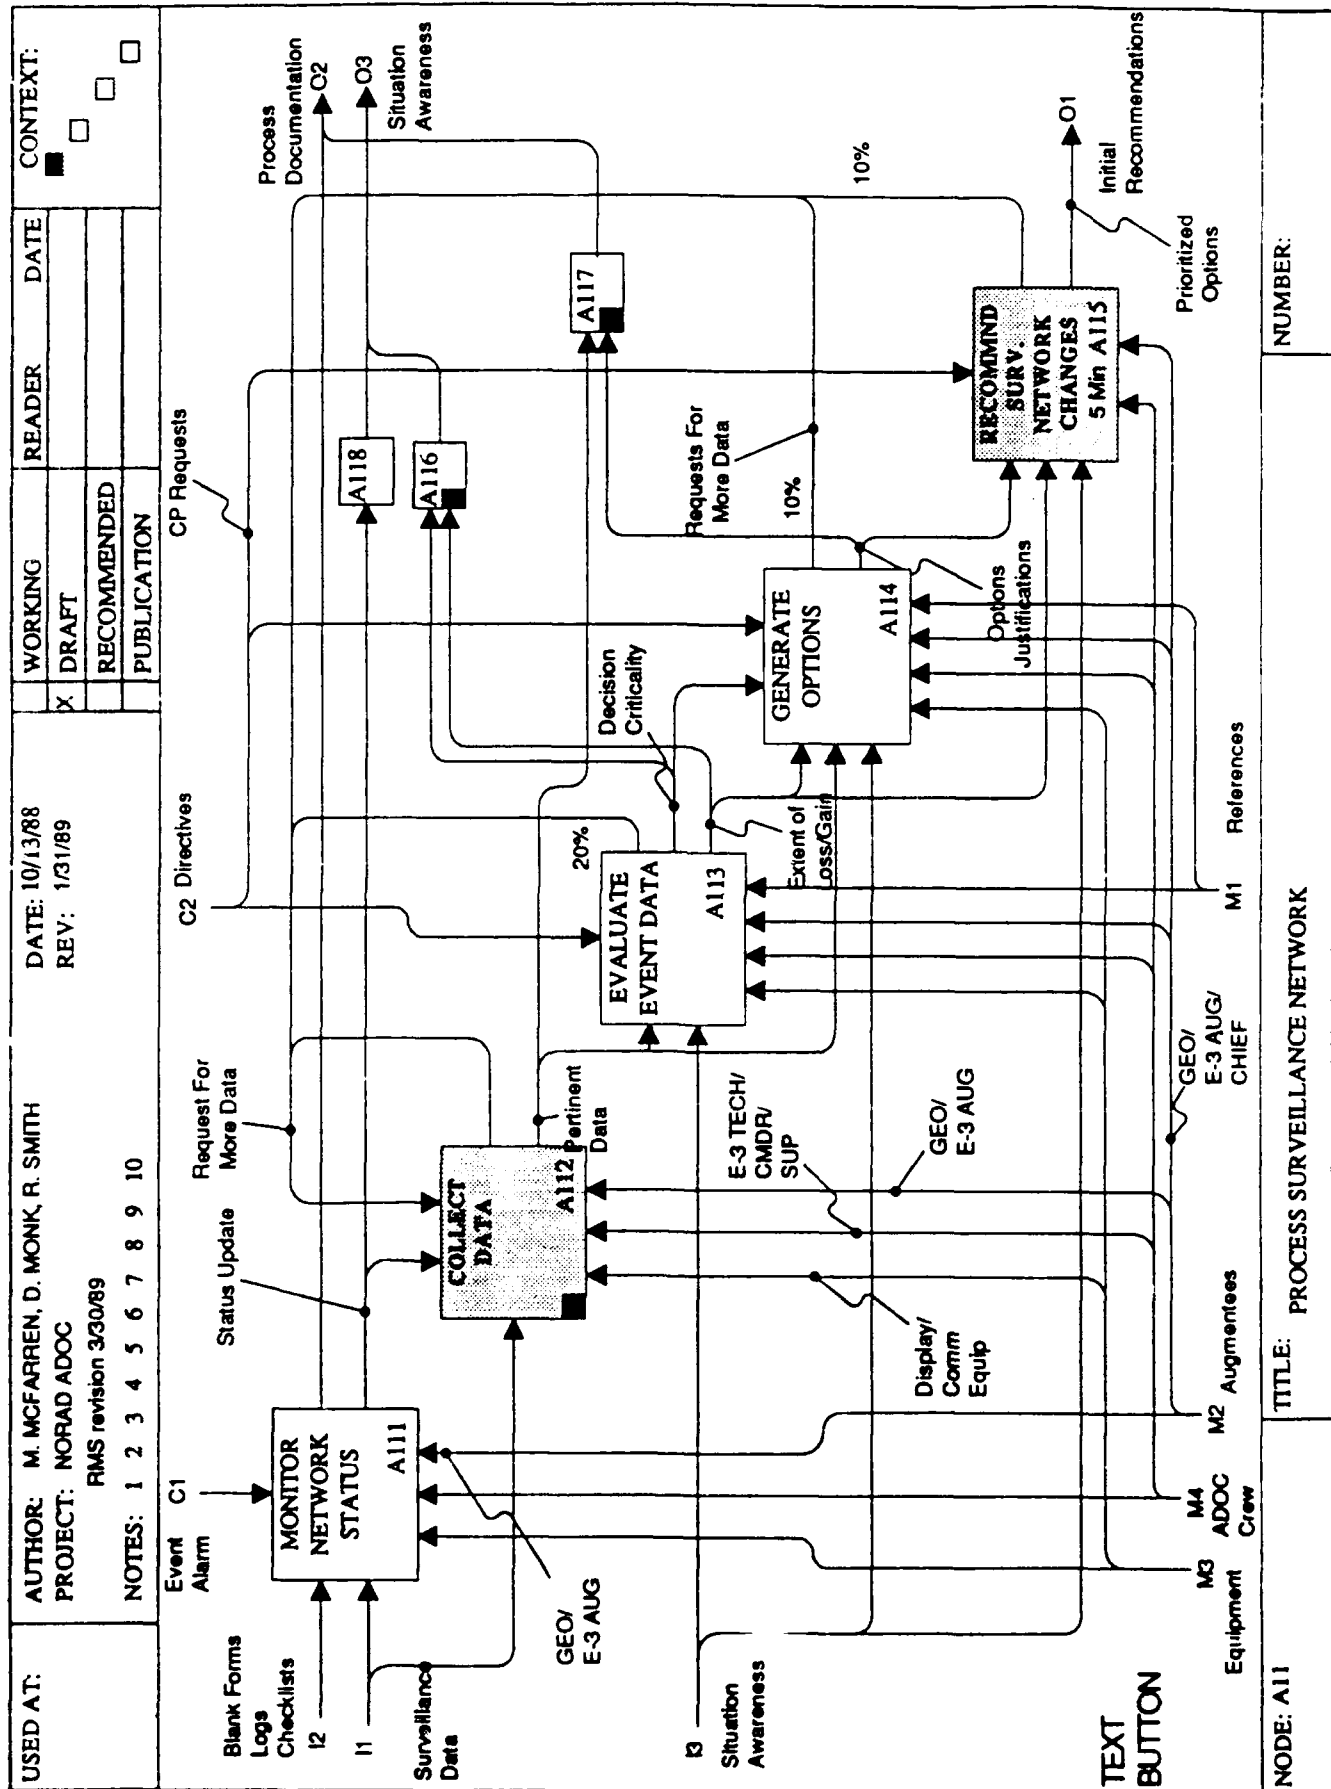 USED AT:
AUTHOR: M. MCFARREN, D. MONK, R. SMITH
PROJECT: NORAD ADOC
RMS revision 3/30/89
NOTES: 1 2 3 4 5 6 7 8 9 10
DATE: 10/13/88
REV: 1/31/89
WORKING
X DRAFT
RECOMMENDED
PUBLICATION
READER DATE
CONTEXT:
Event
Alarm
C1
C2 Directives
CP Requests
Blank Forms
Logs
Checklists
I2
I1
Surveillance
Data
MONITOR
NETWORK
STATUS
A111
Status Update
Request For
More Data
COLLECT
DATA
A112
Pertinent
Data
EVALUATE
EVENT DATA
A113
20%
Decision
Criticality
Extent of
Loss/Gain
GENERATE
OPTIONS
A114
Options
Justifications
10%
Requests For
More Data
A118
A116
A117
Process
Documentation
O2
O3
Situation
Awareness
RECOMMND
SURV.
NETWORK
CHANGES
5 Min A115
10%
O1
Initial
Recommendations
Prioritized
Options
GEO/
E-3 AUG
I3
Situation
Awareness
E-3 TECH/
CMDR/
SUP
GEO/
E-3 AUG
Display/
Comm
Equip
GEO/
E-3 AUG/
CHIEF
TEXT
BUTTON
M3
Equipment
M4
ADOC
Crew
M2 Augmentees
M1 References
NODE: A11
TITLE: PROCESS SURVEILLANCE NETWORK
NUMBER: